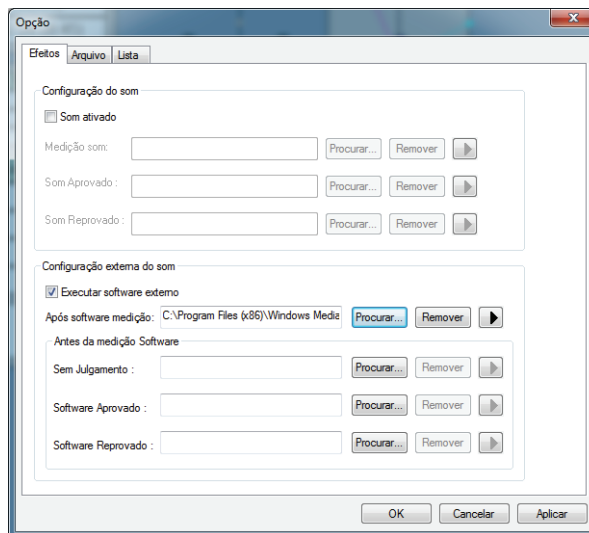 Opção
Efeitos Arquivo Lista
Configuração do som
Som ativado
Medição som: Procurar... Remover
Som Aprovado : Procurar... Remover
Som Reprovado : Procurar... Remover
Configuração externa do som
Executar software externo
Após software medição: C:\Program Files (x86)\Windows Media Procurar... Remover
Antes da medição Software
Sem Julgamento : Procurar... Remover
Software Aprovado : Procurar... Remover
Software Reprovado : Procurar... Remover
OK Cancelar Aplicar